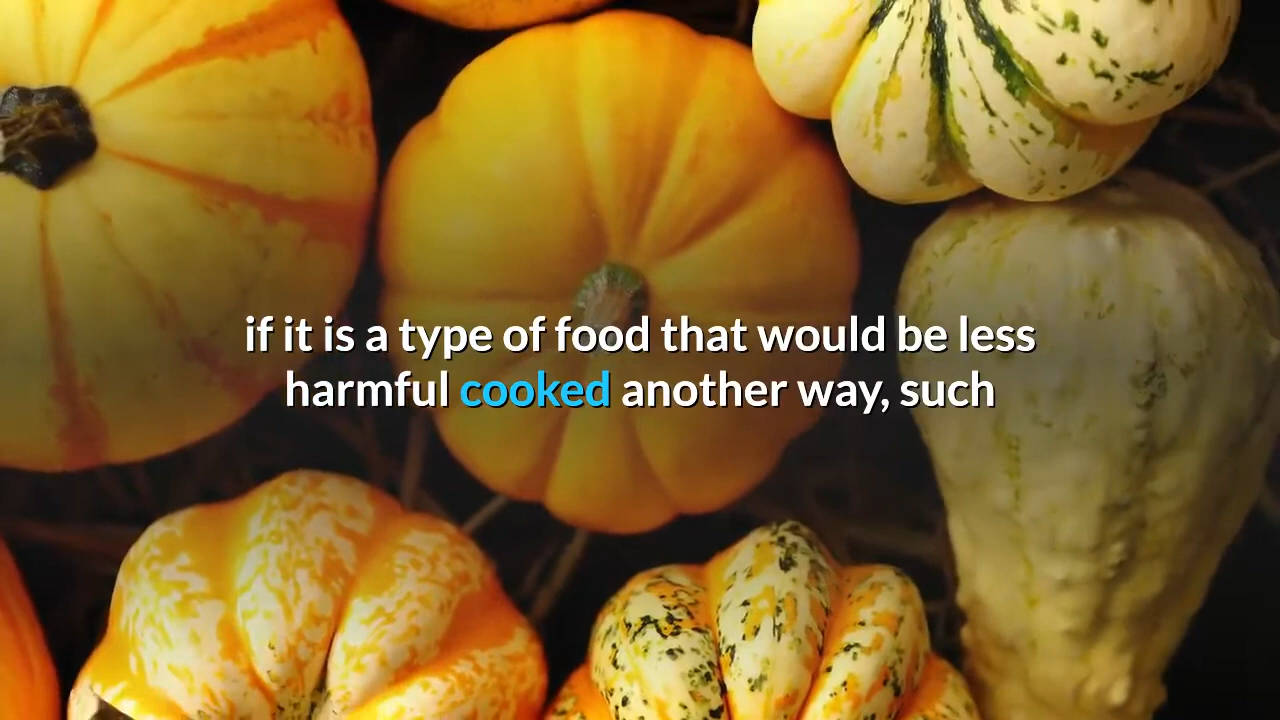 if it is a type of food that would be less
harmful cooked another way, such